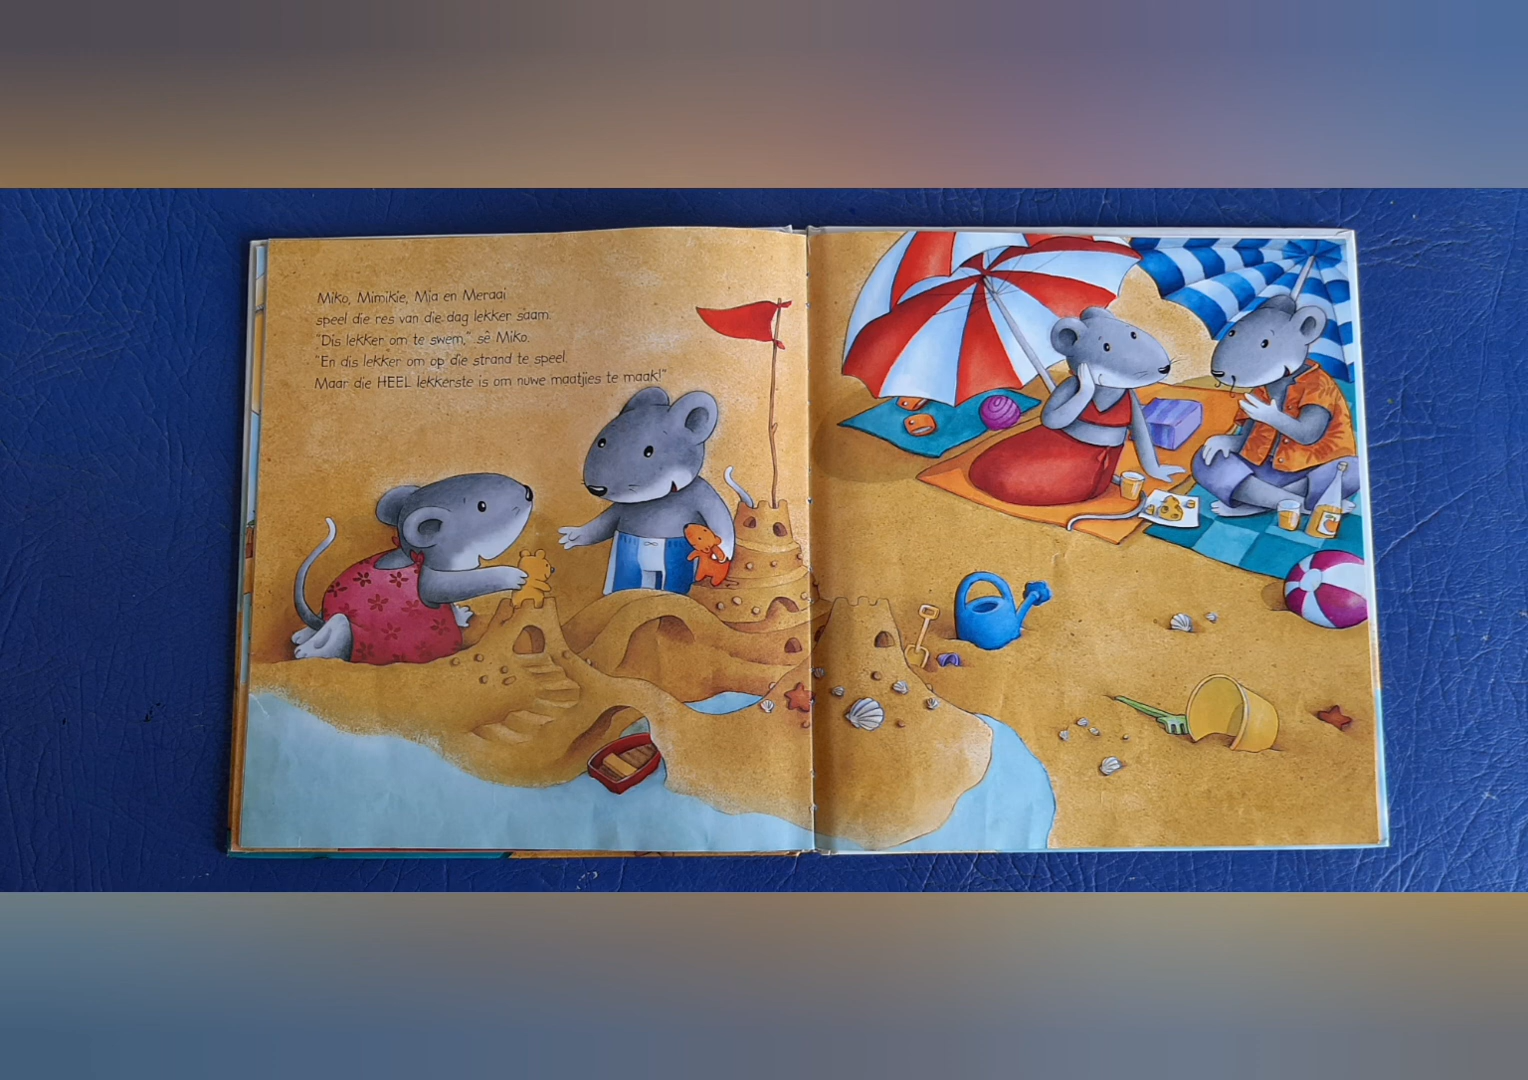 Miko, Mimikie, Mia en Meraai
speel die res van die dag lekker saam.
"Dis lekker om te swem," sê Miko.
"En dis lekker om op die strand te speel.
Maar die HEEL lekkerste is om nuwe maatjies te maak!"